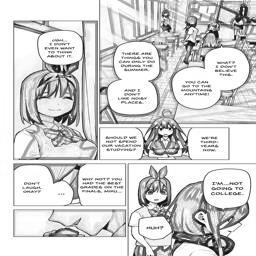 WHAT?
I DON'T
BELIEVE
THIS.
THERE ARE
THINGS YOU
CAN ONLY DO
DURING THE
SUMMER.
YOU CAN
GO TO THE
MOUNTAINS
ANYTIME!
AND I
DON'T
LIKE NOISY
PLACES.
UGH...
I DON'T
EVEN WANT
TO THINK
ABOUT IT.
WE'RE
THIRD-
YEARS
NOW.
SHOULD WE
NOT SPEND
OUR
VACATION
STUDYING?
I'M...NOT
GOING TO
COLLEGE.
WHY NOT? YOU
HAD THE BEST
GRADES ON THE
FINALS, MIKU...
...
DON'T
LAUGH,
OKAY?
HUH?